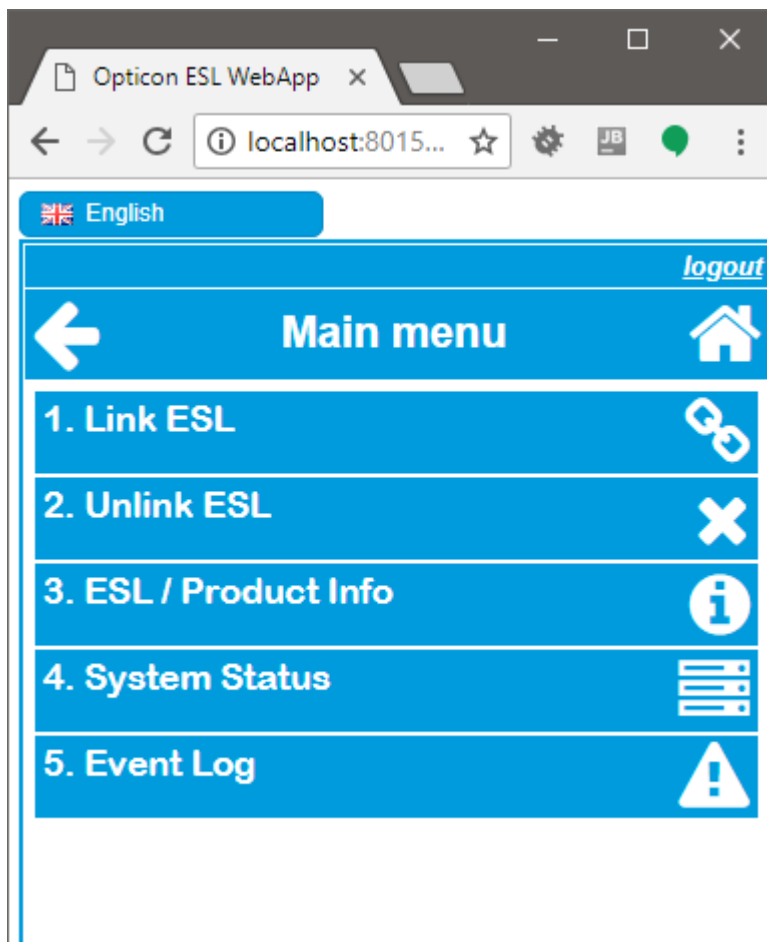 Opticon ESL WebApp
localhost:8015...
JB
English
logout
Main menu
1. Link ESL
2. Unlink ESL
3. ESL / Product Info
4. System Status
5. Event Log